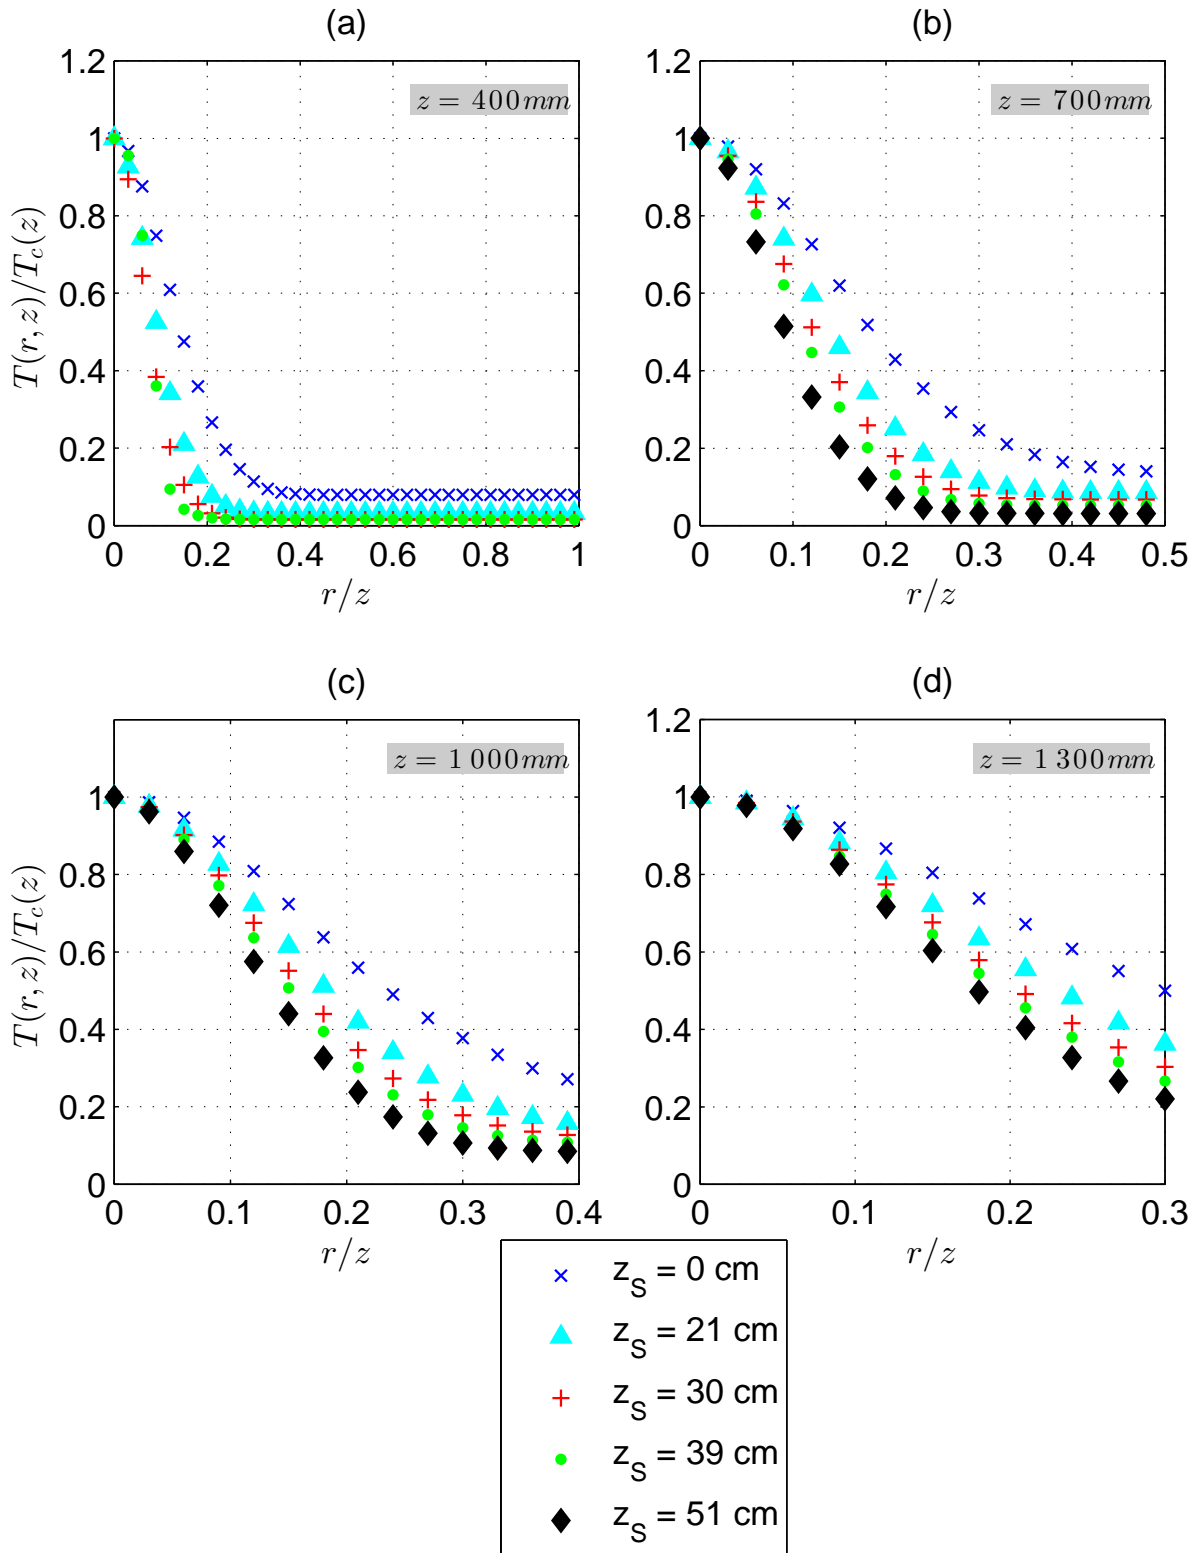 (a)
z = 400mm
1.2
1
0.8
0.6
0.4
0.2
0
T(r, z)/T_c(z)
0 0.2 0.4 0.6 0.8 1
r/z
(b)
z = 700mm
1.2
1
0.8
0.6
0.4
0.2
0
0 0.1 0.2 0.3 0.4 0.5
r/z
(c)
z = 1 000mm
1
0.8
0.6
0.4
0.2
0
T(r, z)/T_c(z)
0 0.1 0.2 0.3 0.4
r/z
(d)
z = 1 300mm
1.2
1
0.8
0.6
0.4
0.2
0
0 0.1 0.2 0.3
r/z
z_S = 0 cm
z_S = 21 cm
z_S = 30 cm
z_S = 39 cm
z_S = 51 cm